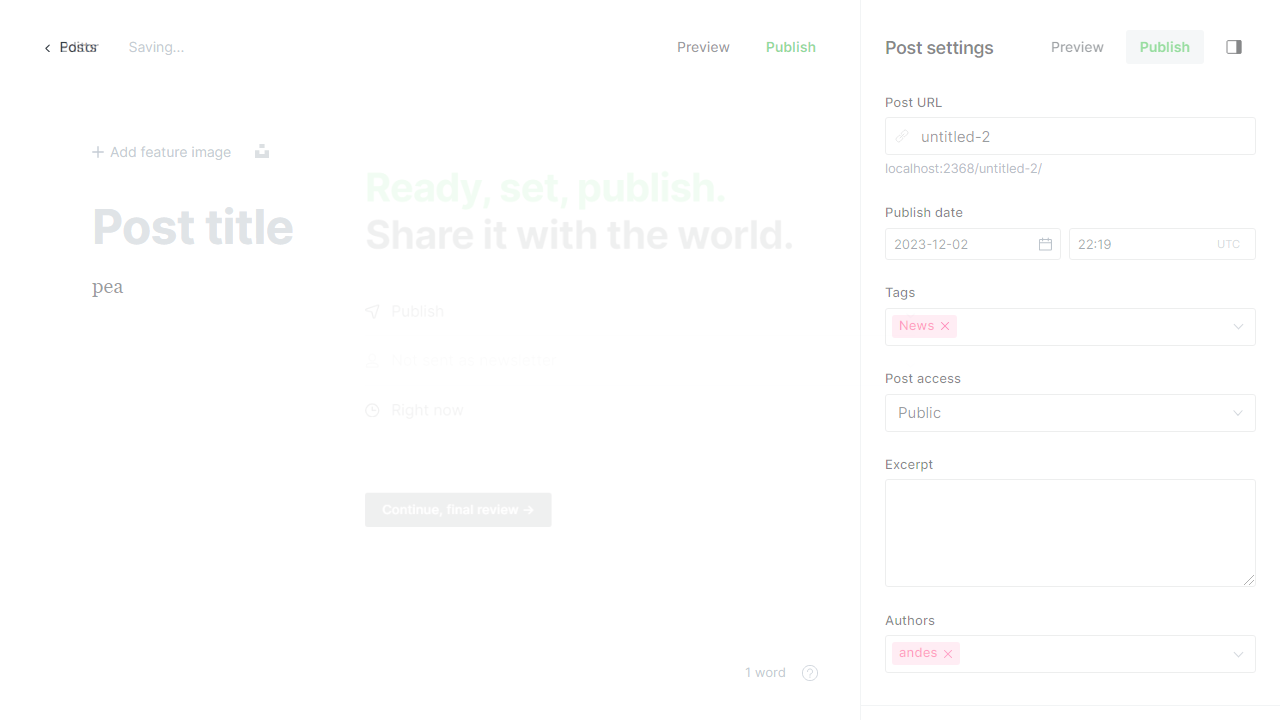 Posts
Editor
Saving...
Preview
Publish
Add feature image
Post title
pea
Ready, set, publish.
Share it with the world.
Publish
Not sent as newsletter
Right now
Continue, final review →
1 word
?
Post settings
Preview
Publish
Post URL
untitled-2
localhost:2368/untitled-2/
Publish date
2023-12-02
22:19
UTC
Tags
News
Post access
Public
Excerpt
Authors
andes